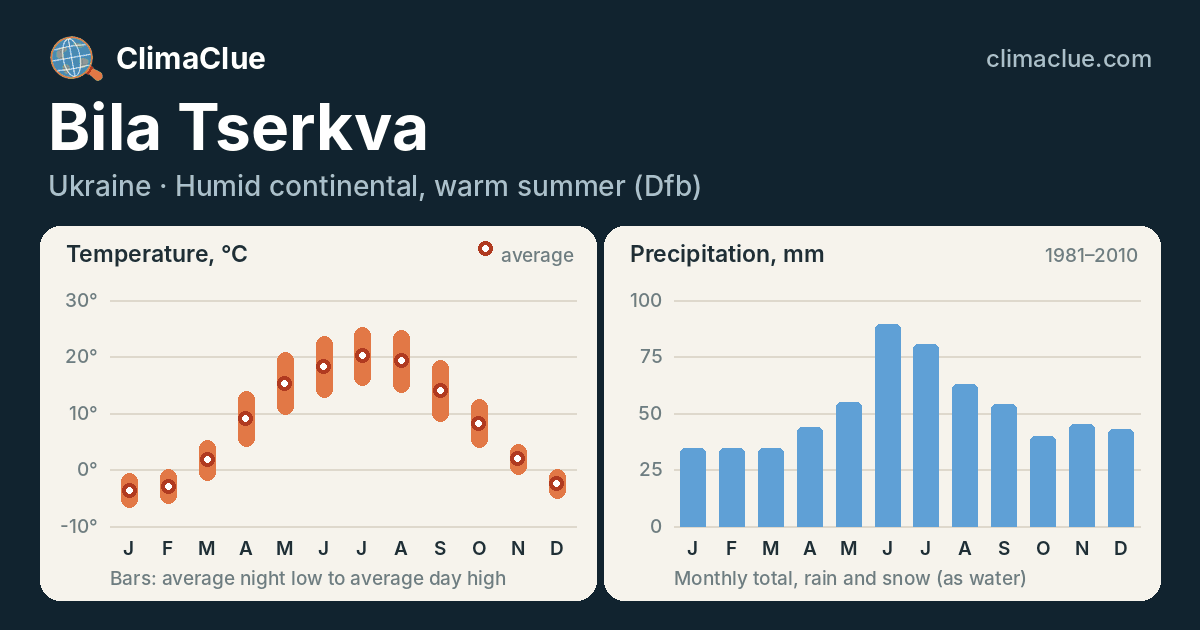 ClimaClue
climaclue.com
Bila Tserkva
Ukraine · Humid continental, warm summer (Dfb)
Temperature, °C
average
30°
20°
10°
0°
-10°
J F M A M J J A S O N D
Bars: average night low to average day high
Precipitation, mm
1981–2010
100
75
50
25
0
J F M A M J J A S O N D
Monthly total, rain and snow (as water)